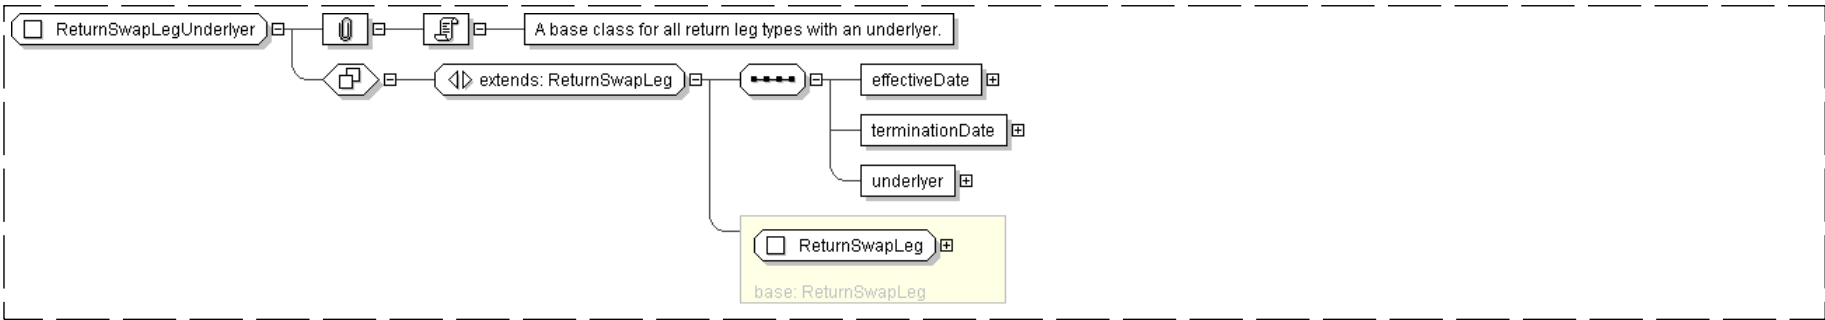 ReturnSwapLegUnderlyer
A base class for all return leg types with an underlyer.
extends: ReturnSwapLeg
effectiveDate
terminationDate
underlyer
ReturnSwapLeg
base: ReturnSwapLeg